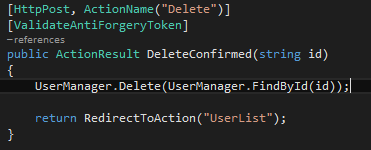 [HttpPost, ActionName("Delete")]
[ValidateAntiForgeryToken]
-references
public ActionResult DeleteConfirmed(string id)
{
UserManager.Delete(UserManager.FindById(id));
return RedirectToAction("UserList");
}